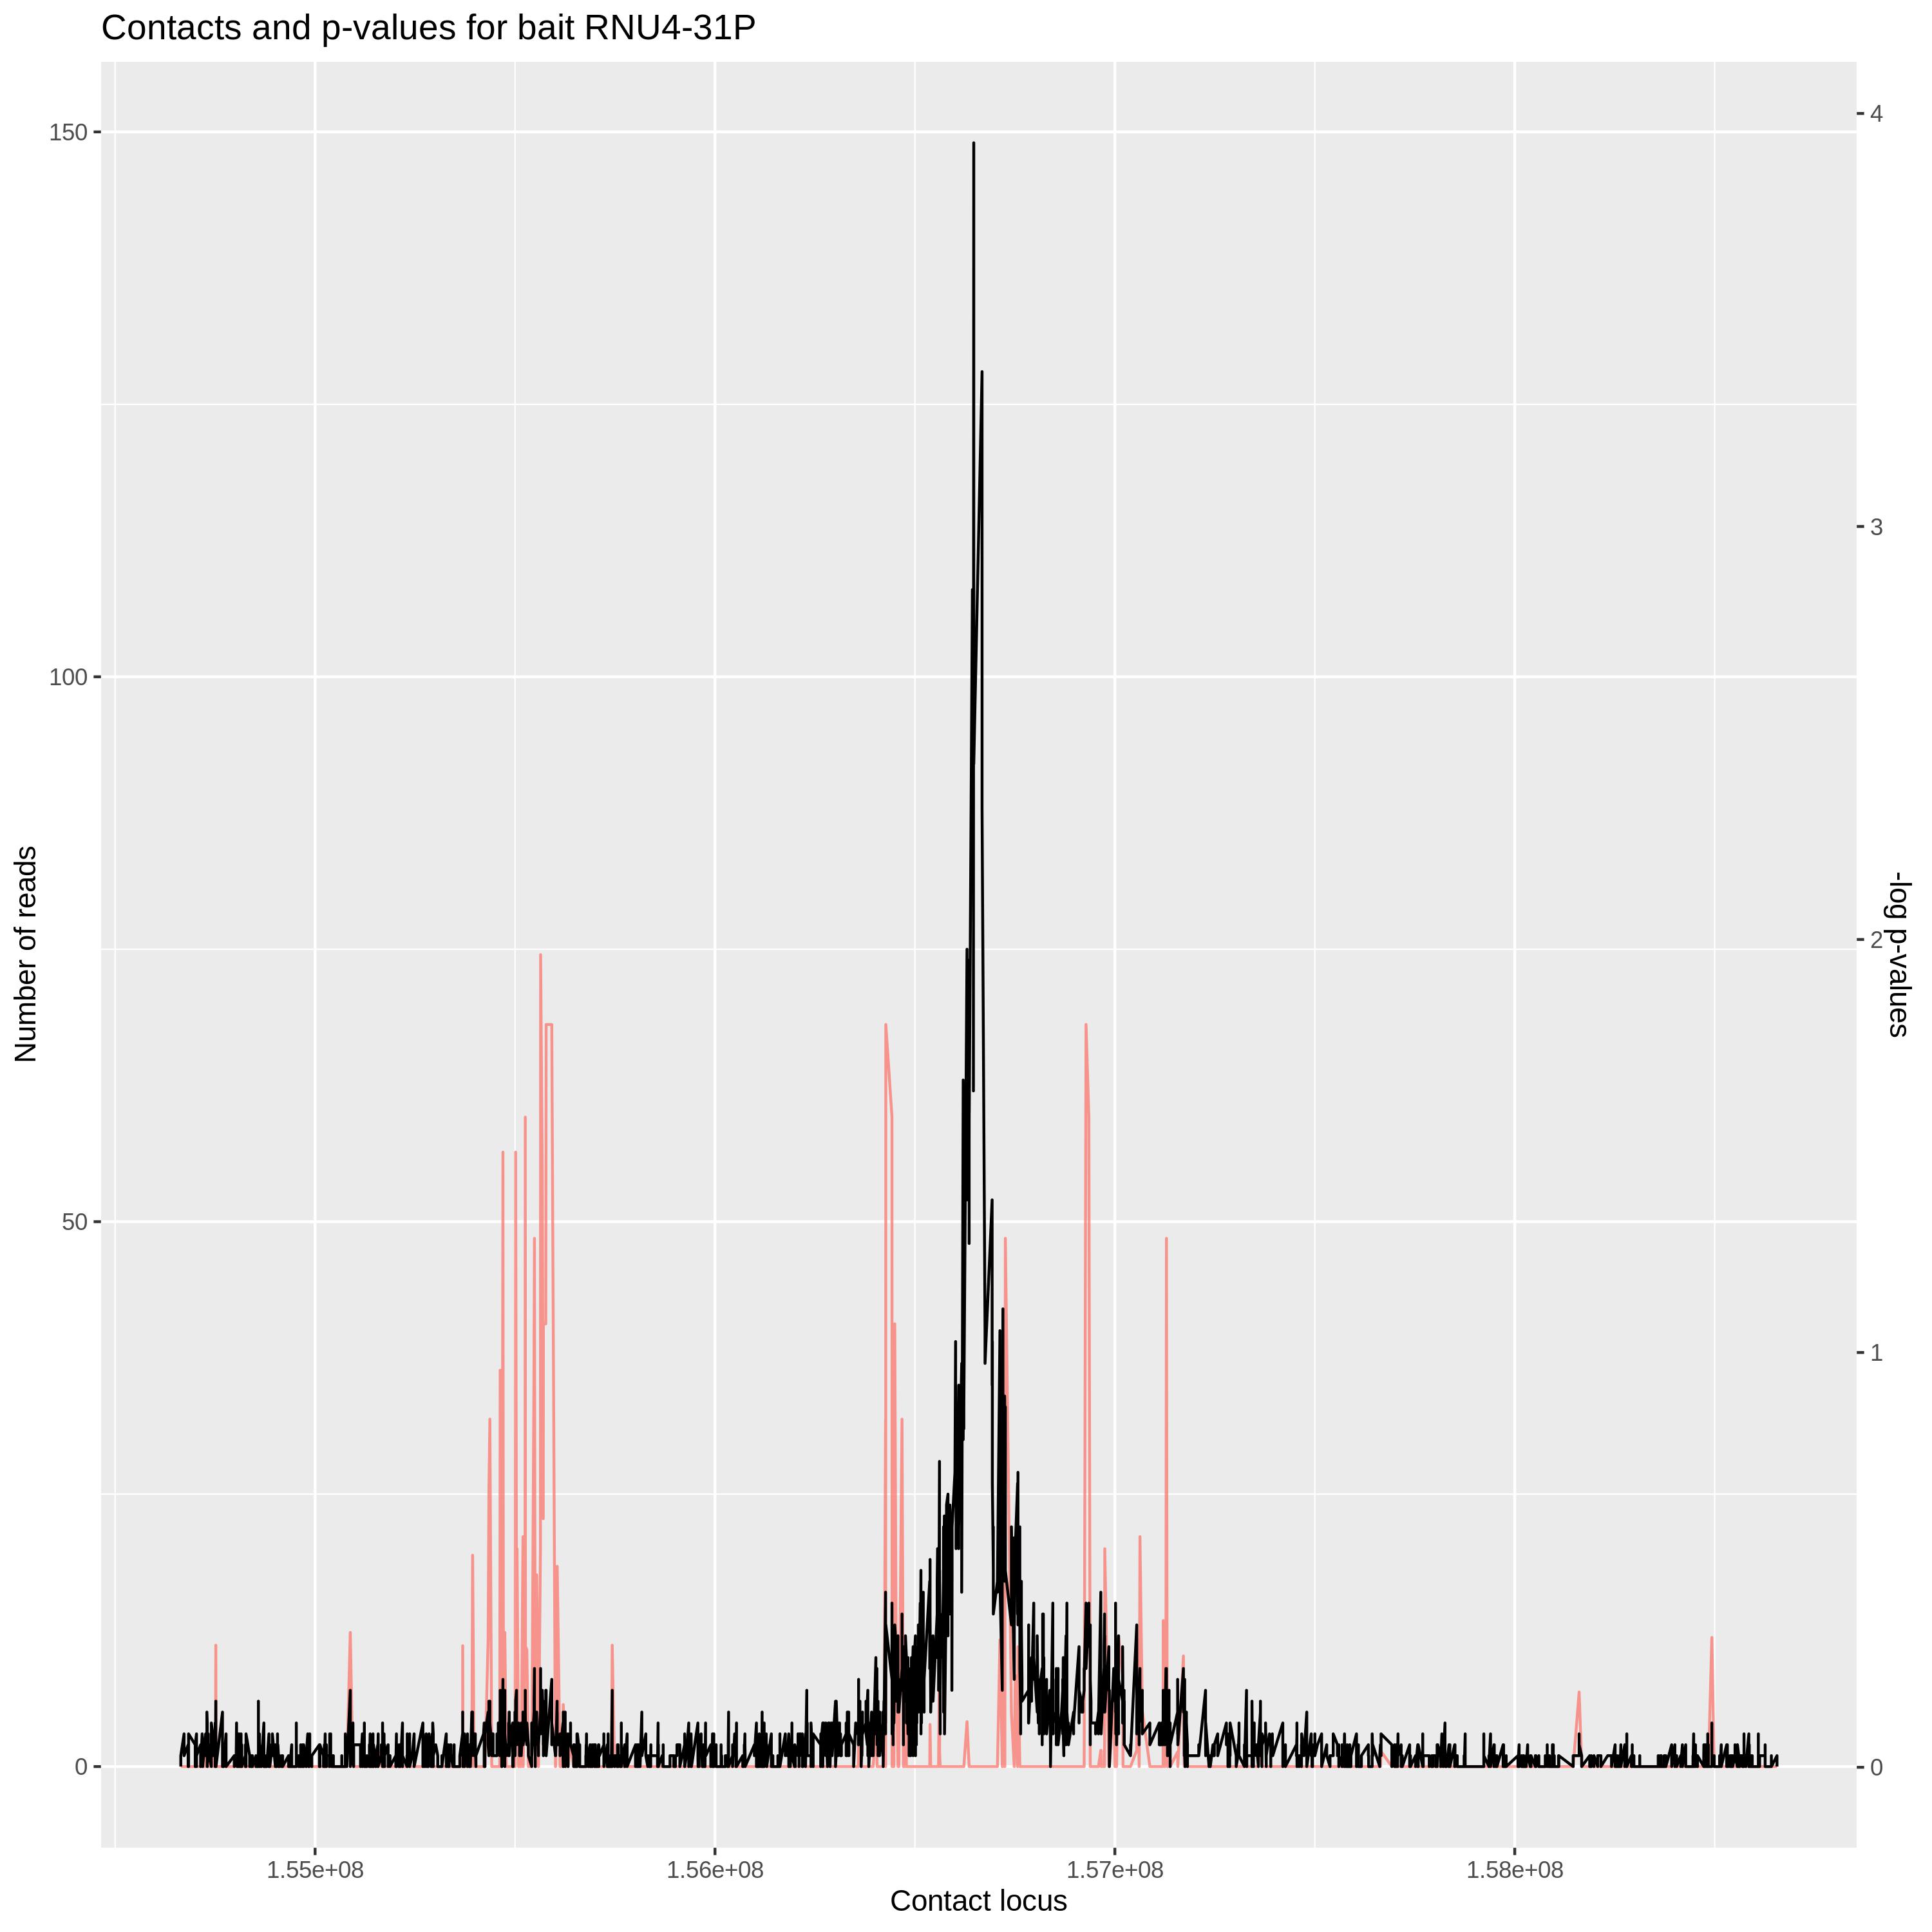 Contacts and p-values for bait RNU4-31P
150
100
50
0
Number of reads
4
3
2
1
0
-log p-values
1.55e+08
1.56e+08
1.57e+08
1.58e+08
Contact locus